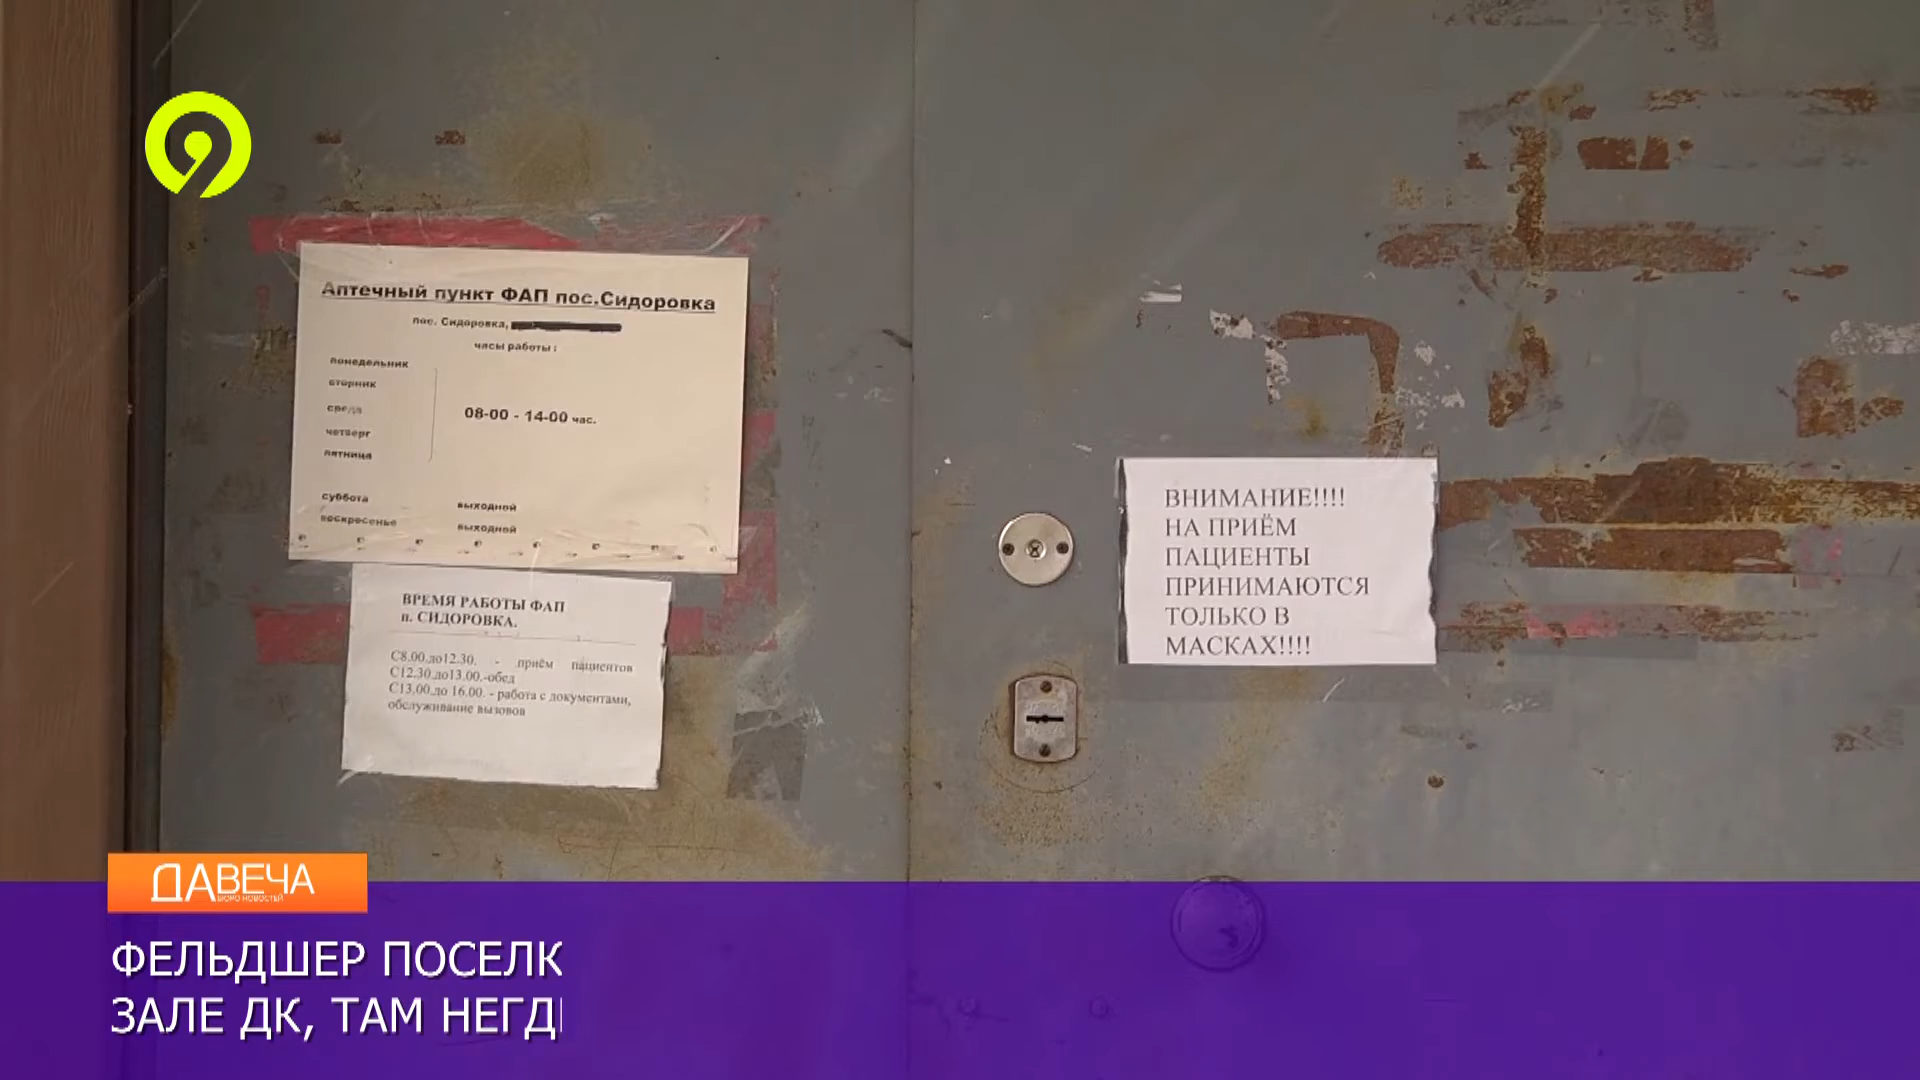 Аптечный пункт ФАП пос.Сидоровка
пос. Сидоровка,
часы работы :
понедельник
вторник
среда
четверг
пятница
08-00 - 14-00 час.
суббота выходной
воскресенье выходной
ВРЕМЯ РАБОТЫ ФАП
п. СИДОРОВКА.
С8.00.до12.30. - приём пациентов
С12.30.до13.00.-обед
С13.00.до 16.00. - работа с документами,
обслуживание вызовов
ВНИМАНИЕ!!!!
НА ПРИЁМ
ПАЦИЕНТЫ
ПРИНИМАЮТСЯ
ТОЛЬКО В
МАСКАХ!!!!
ДАВЕЧА
БЮРО НОВОСТЕЙ
ФЕЛЬДШЕР ПОСЕЛК
ЗАЛЕ ДК, ТАМ НЕГД